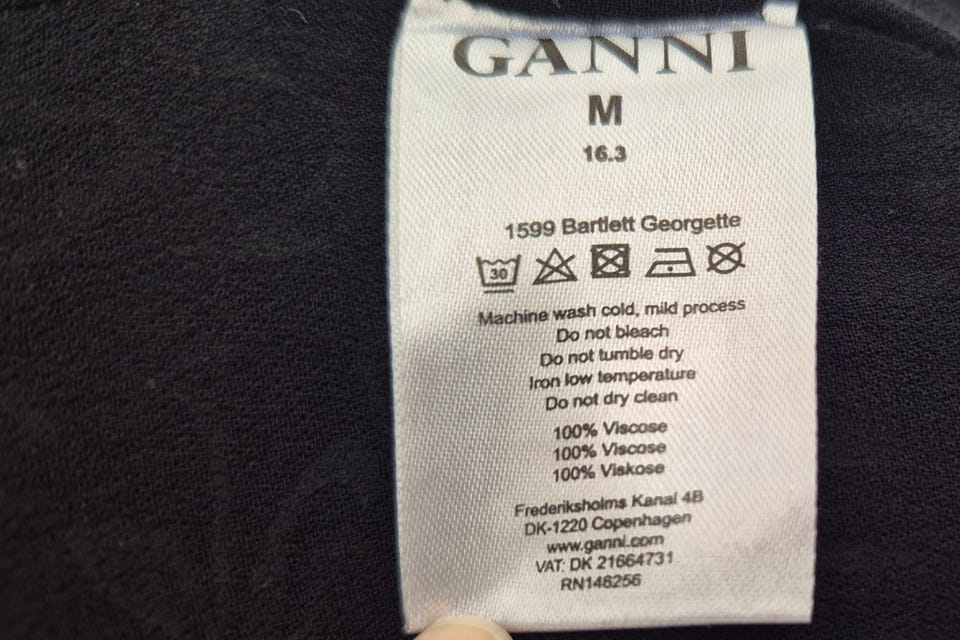 GANNI
M
16.3
1599 Bartlett Georgette
30
Machine wash cold, mild process
Do not bleach
Do not tumble dry
Iron low temperature
Do not dry clean
100% Viscose
100% Viscose
100% Viskose
Frederiksholms Kanal 4B
DK-1220 Copenhagen
www.ganni.com
VAT: DK 21664731
RN146256